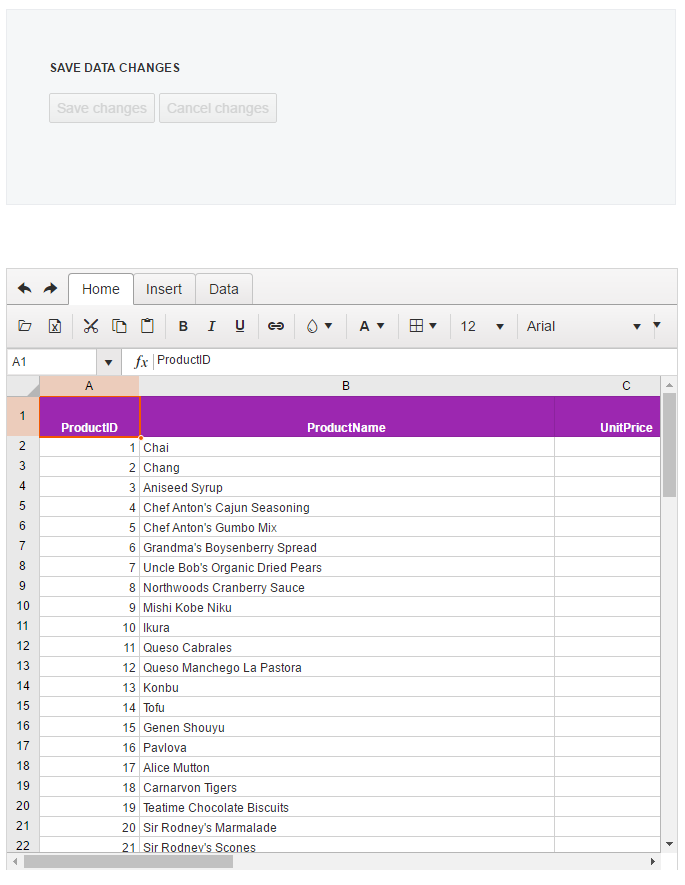 SAVE DATA CHANGES
Save changes Cancel changes
Home Insert Data
B I U A 12 Arial
A1 fx ProductID
A B C
1 ProductID ProductName UnitPrice
2 1 Chai
3 2 Chang
4 3 Aniseed Syrup
5 4 Chef Anton's Cajun Seasoning
6 5 Chef Anton's Gumbo Mix
7 6 Grandma's Boysenberry Spread
8 7 Uncle Bob's Organic Dried Pears
9 8 Northwoods Cranberry Sauce
10 9 Mishi Kobe Niku
11 10 Ikura
12 11 Queso Cabrales
13 12 Queso Manchego La Pastora
14 13 Konbu
15 14 Tofu
16 15 Genen Shouyu
17 16 Pavlova
18 17 Alice Mutton
19 18 Carnarvon Tigers
20 19 Teatime Chocolate Biscuits
21 20 Sir Rodney's Marmalade
22 21 Sir Rodney's Scones